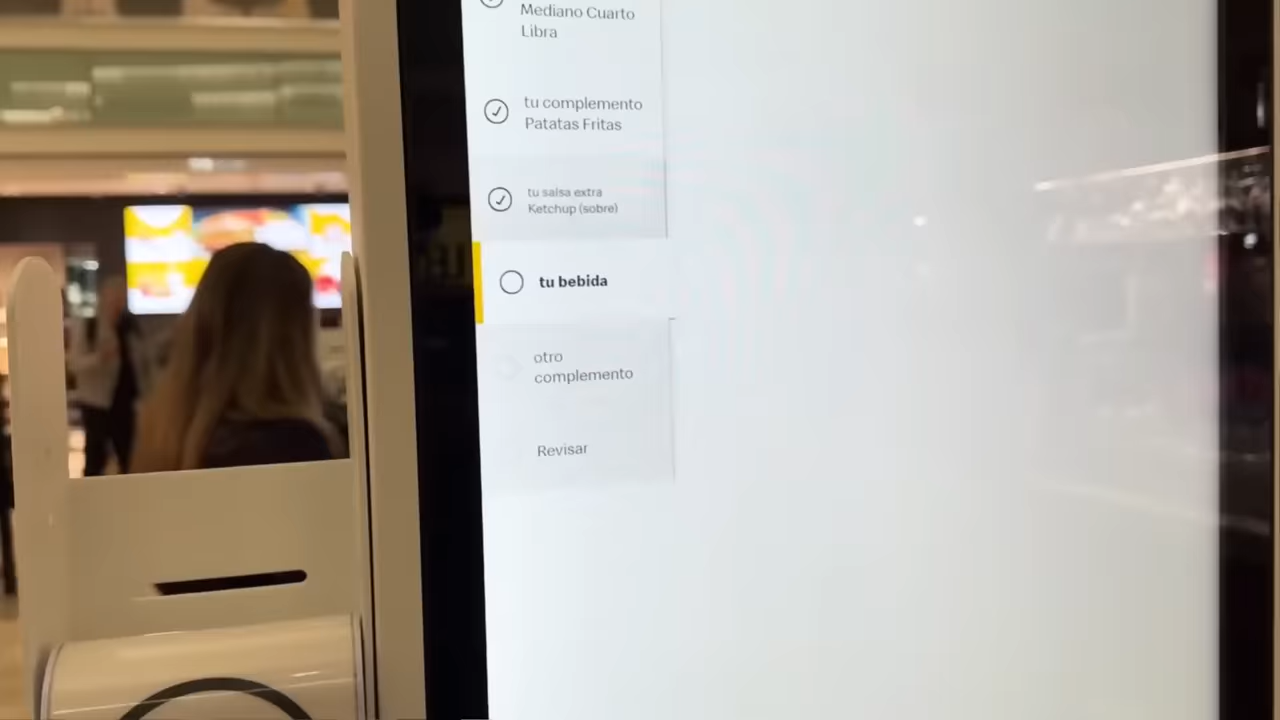 Mediano Cuarto
Libra
tu complemento
Patatas Fritas
tu salsa extra
Ketchup (sobre)
tu bebida
otro
complemento
Revisar